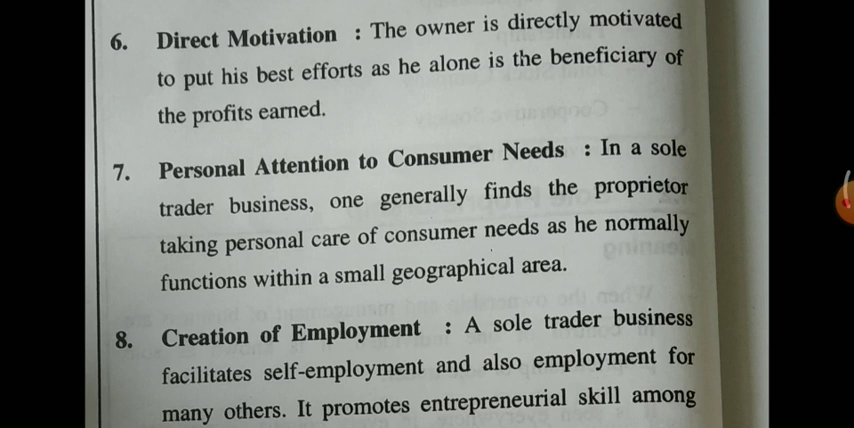 6. Direct Motivation : The owner is directly motivated
to put his best efforts as he alone is the beneficiary of
the profits earned.
7. Personal Attention to Consumer Needs : In a sole
trader business, one generally finds the proprietor
taking personal care of consumer needs as he normally
functions within a small geographical area.
8. Creation of Employment : A sole trader business
facilitates self-employment and also employment for
many others. It promotes entrepreneurial skill among